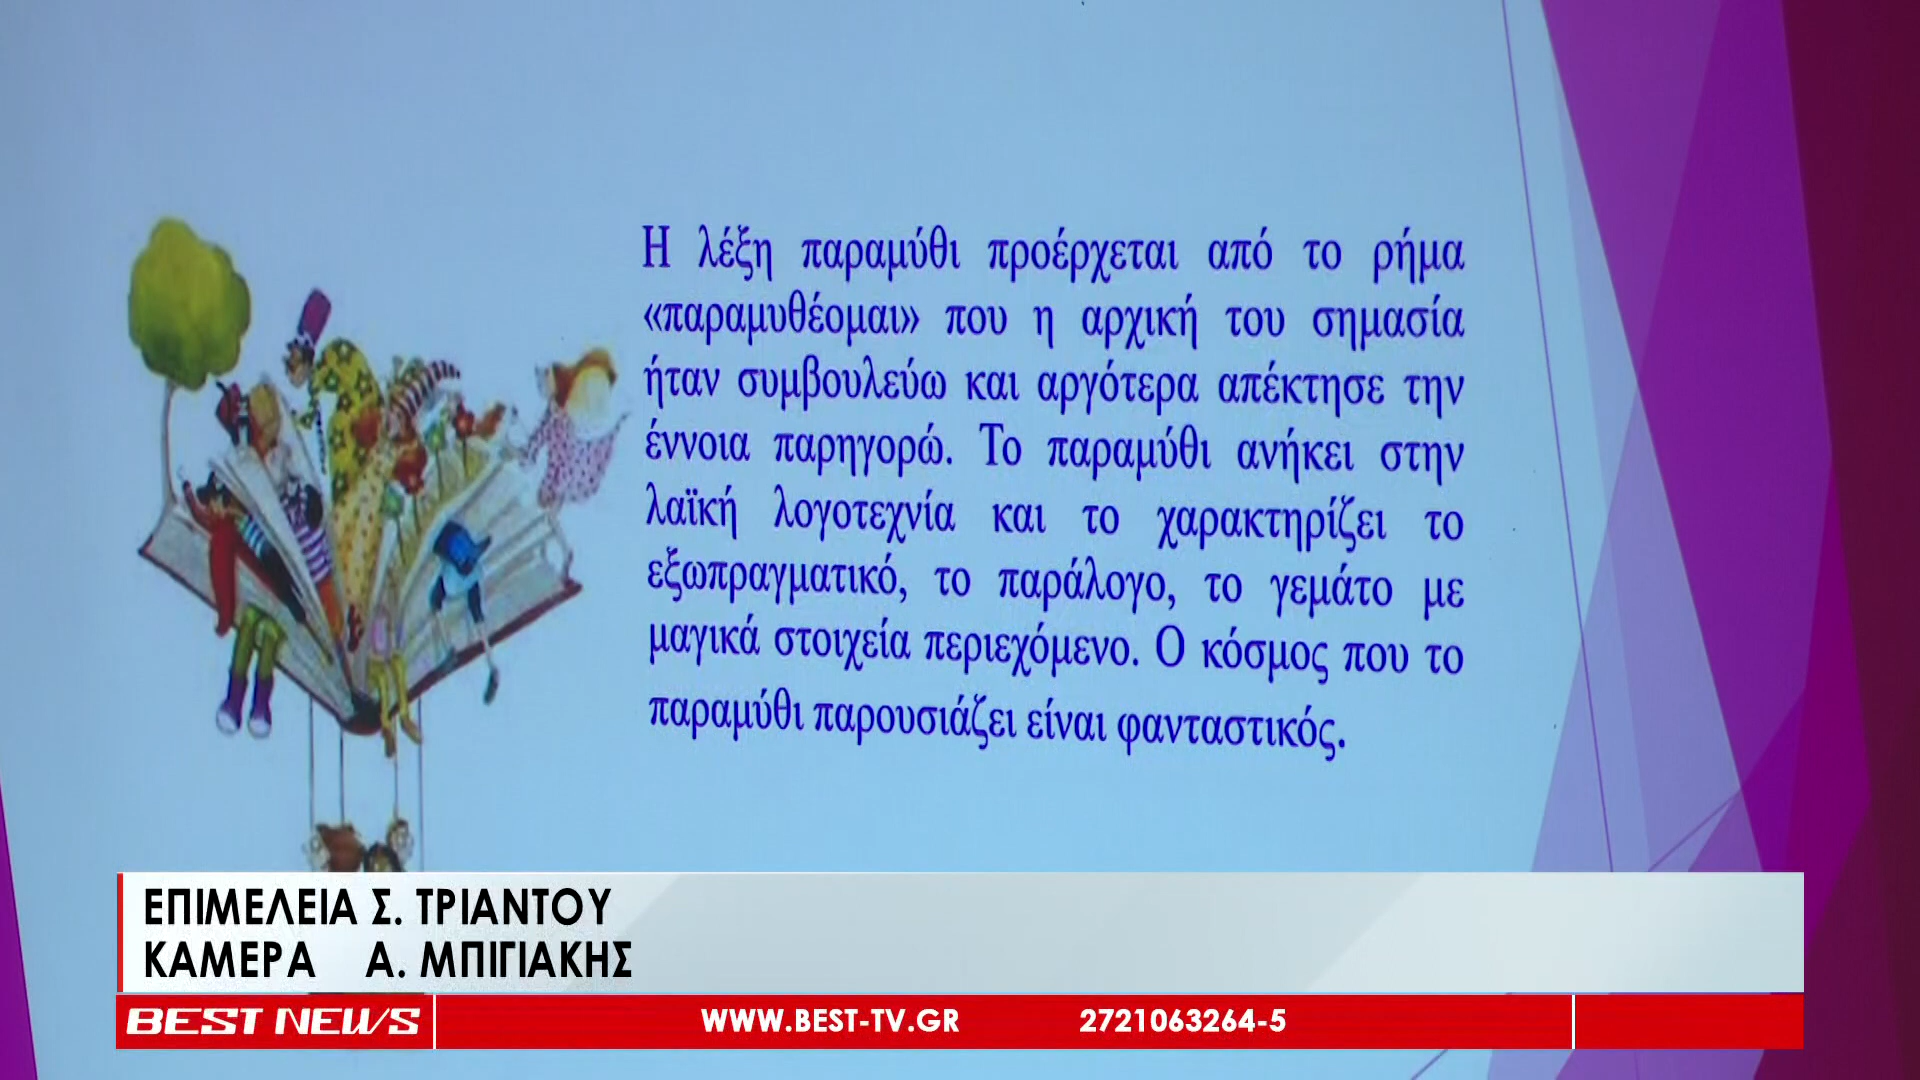 Η λέξη παραμύθι προέρχεται από το ρήμα
«παραμυθέομαι» που η αρχική του σημασία
ήταν συμβουλεύω και αργότερα απέκτησε την
έννοια παρηγορώ. Το παραμύθι ανήκει στην
λαϊκή λογοτεχνία και το χαρακτηρίζει το
εξωπραγματικό, το παράλογο, το γεμάτο με
μαγικά στοιχεία περιεχόμενο. Ο κόσμος που το
παραμύθι παρουσιάζει είναι φανταστικός.
ΕΠΙΜΕΛΕΙΑ Σ. ΤΡΙΑΝΤΟΥ
ΚΑΜΕΡΑ Α. ΜΠΙΓΙΑΚΗΣ
BEST NEWS WWW.BEST-TV.GR 2721063264-5